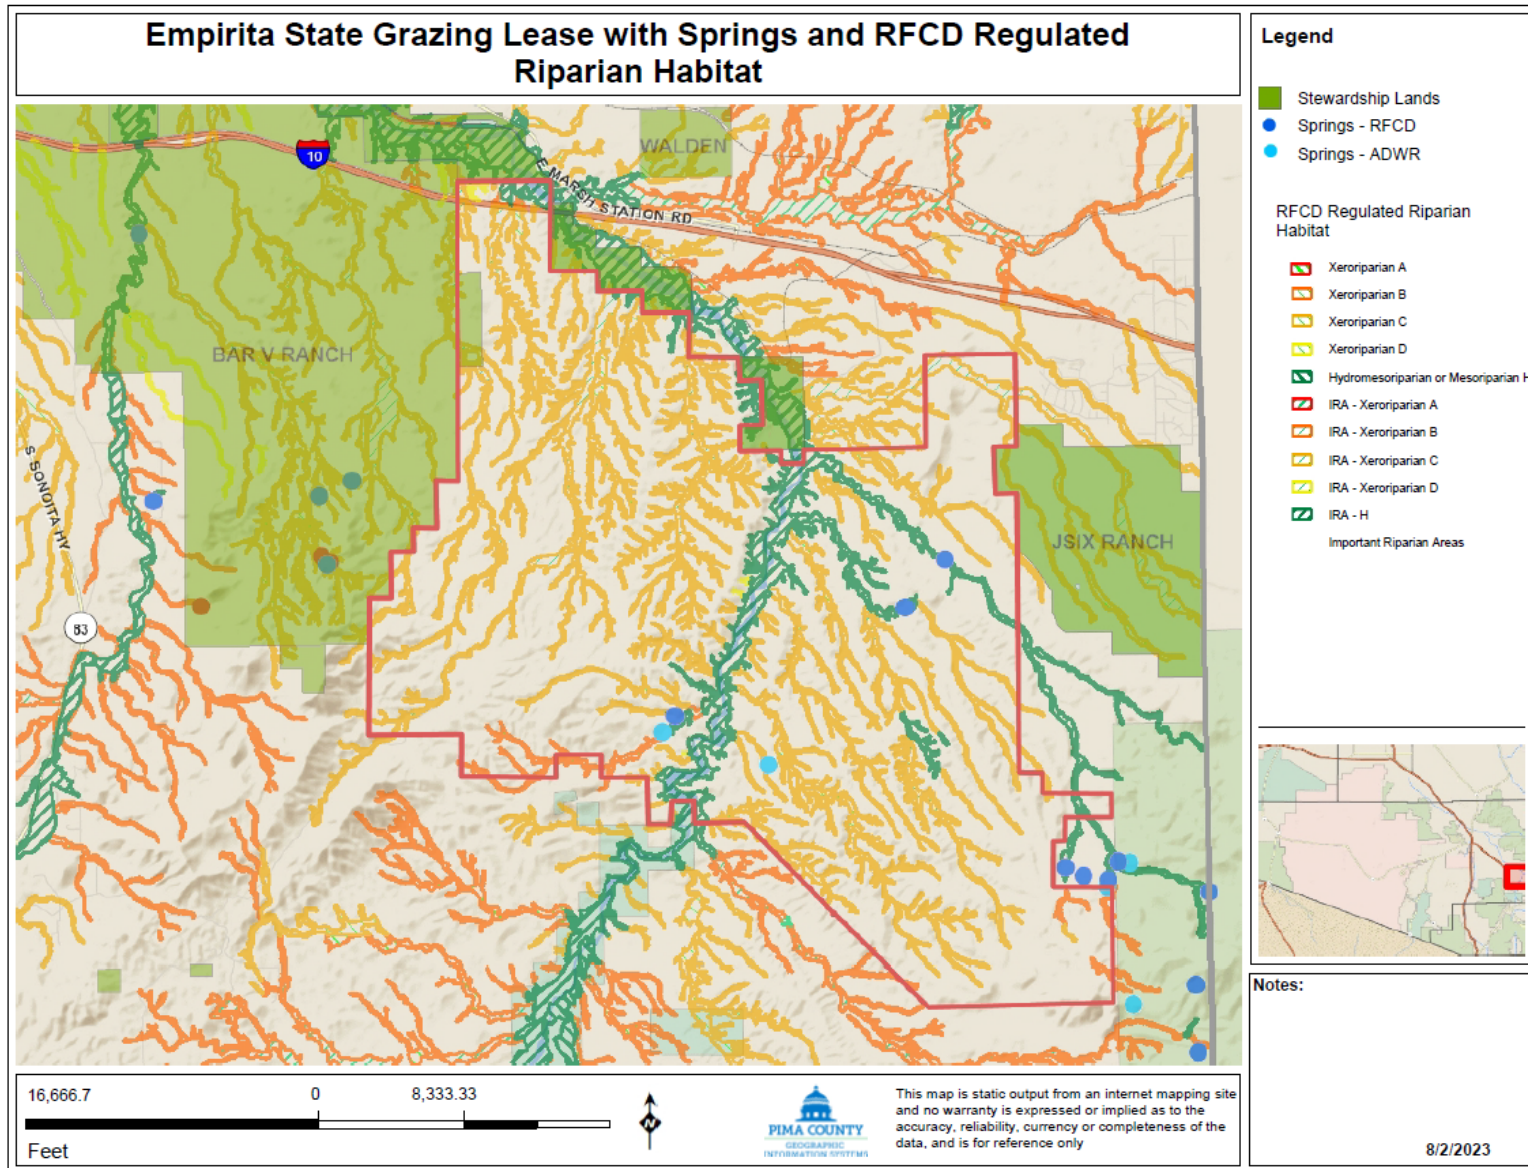 Empirita State Grazing Lease with Springs and RFCD Regulated
Riparian Habitat
10
WALDEN
E MARSH STATION RD
BAR V RANCH
S SONOITA HY
JSIX RANCH
83
Legend
Stewardship Lands
Springs - RFCD
Springs - ADWR
RFCD Regulated Riparian
Habitat
Xeroriparian A
Xeroriparian B
Xeroriparian C
Xeroriparian D
Hydromesoriparian or Mesoriparian H
IRA - Xeroriparian A
IRA - Xeroriparian B
IRA - Xeroriparian C
IRA - Xeroriparian D
IRA - H
Important Riparian Areas
Notes:
8/2/2023
16,666.7 0 8,333.33
Feet
N
PIMA COUNTY
GEOGRAPHIC
INFORMATION SYSTEMS
This map is static output from an internet mapping site
and no warranty is expressed or implied as to the
accuracy, reliability, currency or completeness of the
data, and is for reference only